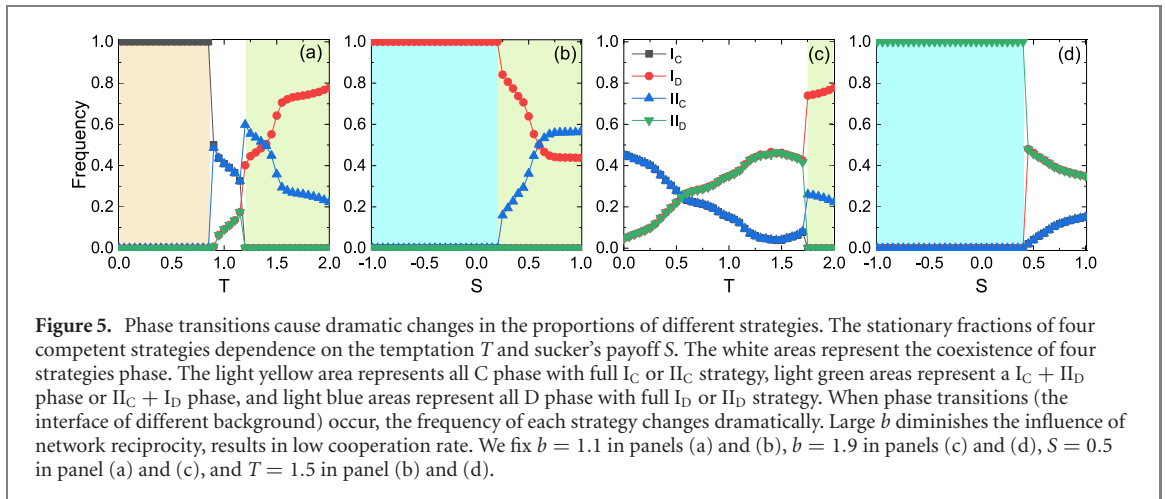 (a) (b) (c) (d)
1.0 1.0 1.0 1.0
0.8 0.8 0.8 0.8
0.6 0.6 0.6 0.6
0.4 0.4 0.4 0.4
0.2 0.2 0.2 0.2
0.0 0.0 0.0 0.0
Frequency
I_C
I_D
II_C
II_D
0.0 0.5 1.0 1.5 2.0 -1.0 -0.5 0.0 0.5 1.0 0.0 0.5 1.0 1.5 2.0 -1.0 -0.5 0.0 0.5 1.0
T S T S
Figure 5. Phase transitions cause dramatic changes in the proportions of different strategies. The stationary fractions of four
competent strategies dependence on the temptation T and sucker's payoff S. The white areas represent the coexistence of four
strategies phase. The light yellow area represents all C phase with full I_C or II_C strategy, light green areas represent a I_C + II_D
phase or II_C + I_D phase, and light blue areas represent all D phase with full I_D or II_D strategy. When phase transitions (the
interface of different background) occur, the frequency of each strategy changes dramatically. Large b diminishes the influence of
network reciprocity, results in low cooperation rate. We fix b = 1.1 in panels (a) and (b), b = 1.9 in panels (c) and (d), S = 0.5
in panel (a) and (c), and T = 1.5 in panel (b) and (d).